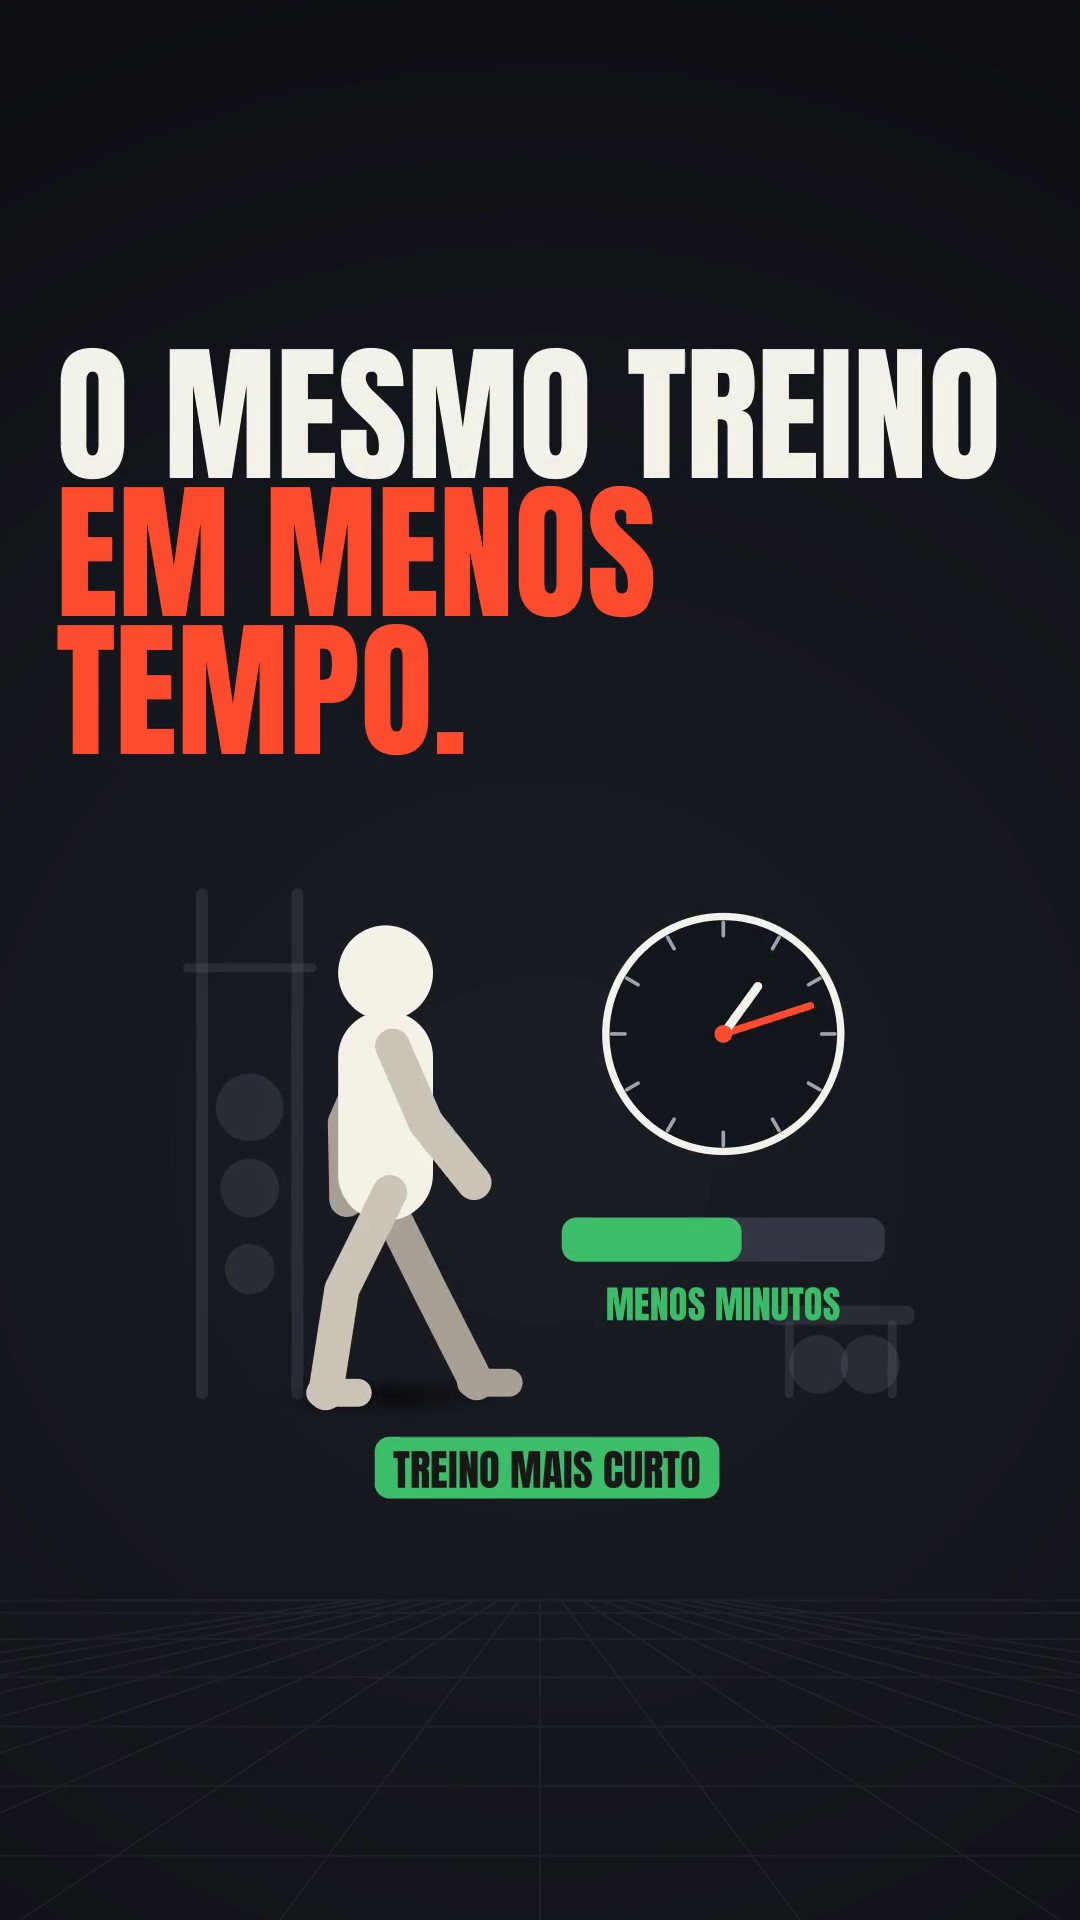 O MESMO TREINO
EM MENOS
TEMPO.
MENOS MINUTOS
TREINO MAIS CURTO